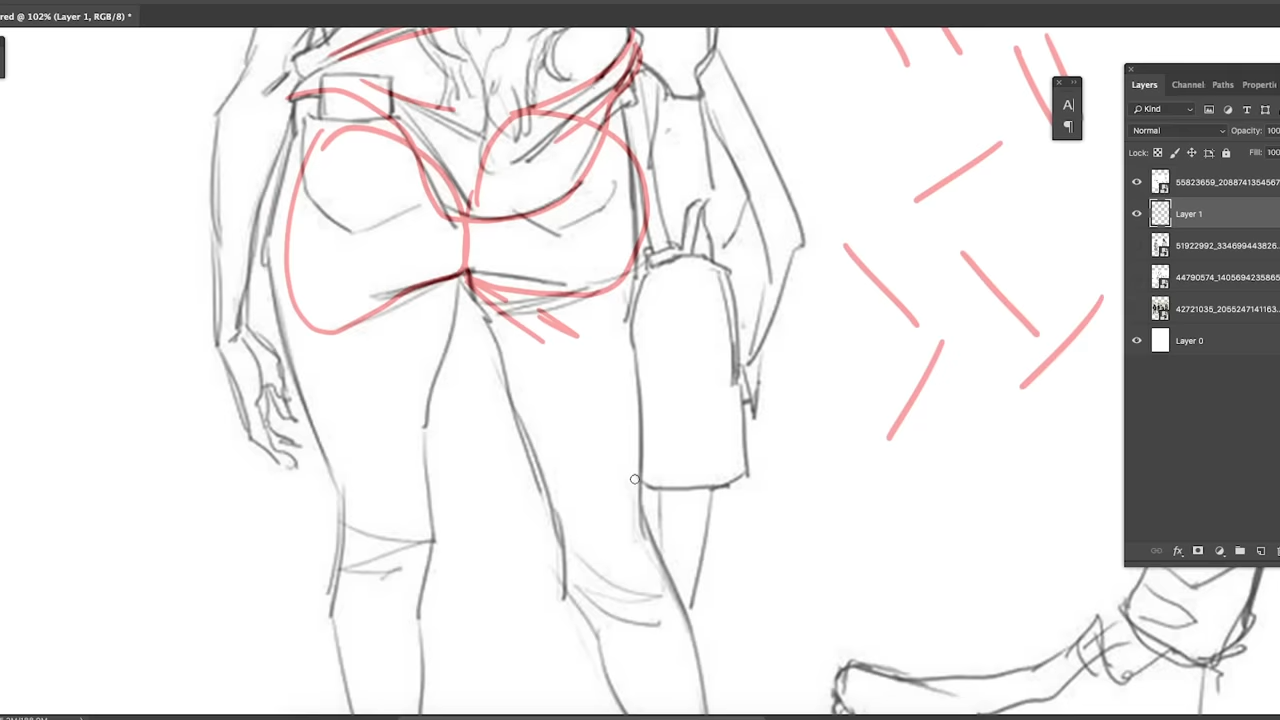 red @ 102% (Layer 1, RGB/8) *
A|
¶
Layers Channel Paths Properti
Kind
Normal Opacity: 100
Lock: Fill: 100
55823659_2088741354567
Layer 1
51922992_334699443826...
44790574_1405694235865
42721035_2055247141163...
Layer 0
fx